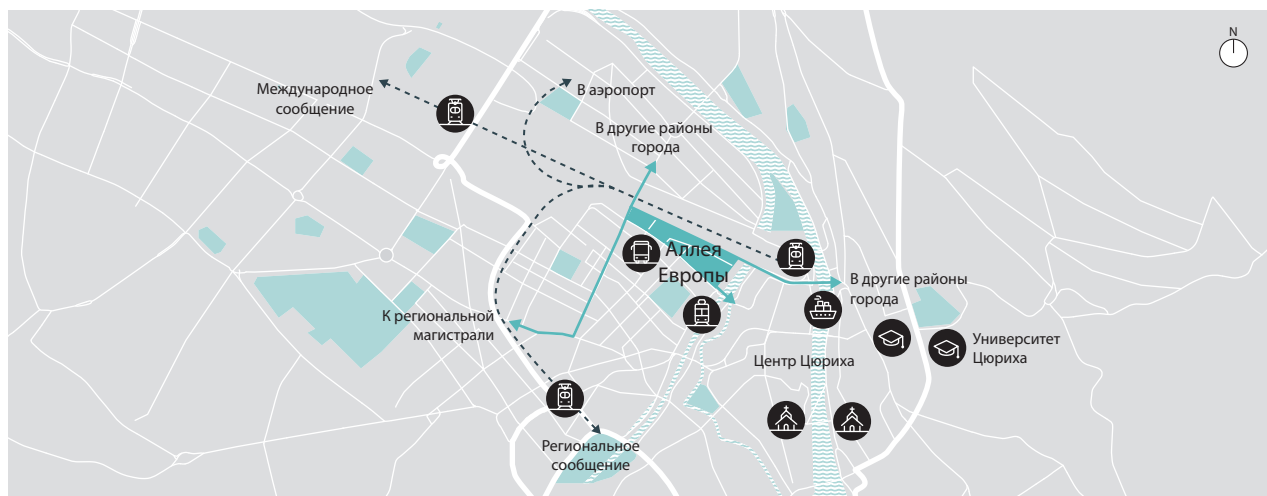 N
Международное
сообщение
В аэропорт
В другие районы
города
Аллея
Европы
В другие районы
города
К региональной
магистрали
Университет
Цюриха
Центр Цюриха
Региональное
сообщение